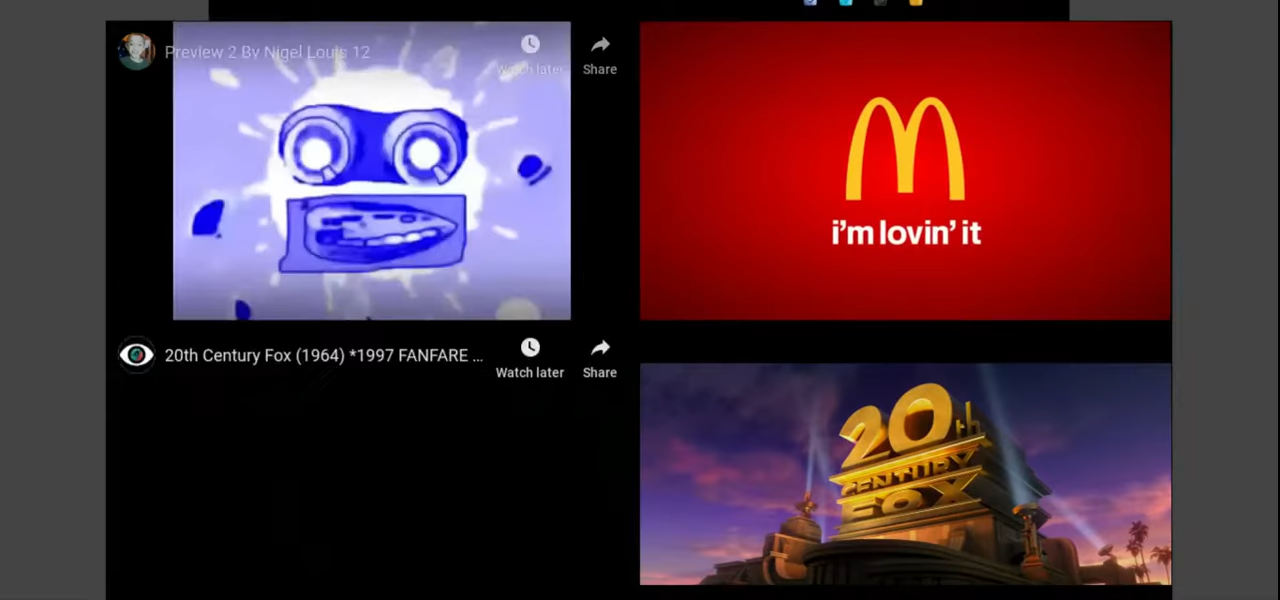 Preview 2 By Nigel Louis 12
Watch later
Share
M
i'm lovin' it
20th Century Fox (1964) *1997 FANFARE ...
Watch later
Share
20th
CENTURY
FOX